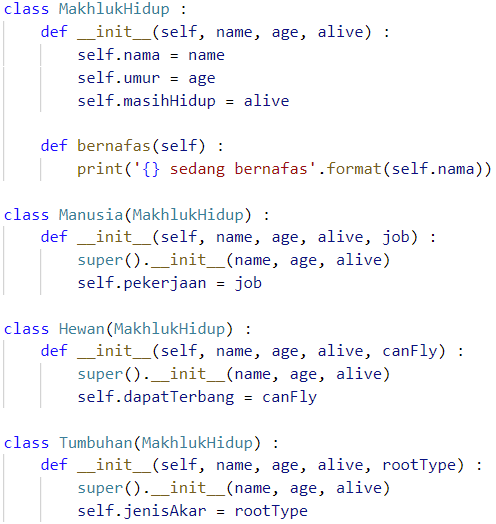 class MakhlukHidup :
    def __init__(self, name, age, alive) :
        self.nama = name
        self.umur = age
        self.masihHidup = alive

    def bernafas(self) :
        print('{} sedang bernafas'.format(self.nama))

class Manusia(MakhlukHidup) :
    def __init__(self, name, age, alive, job) :
        super().__init__(name, age, alive)
        self.pekerjaan = job

class Hewan(MakhlukHidup) :
    def __init__(self, name, age, alive, canFly) :
        super().__init__(name, age, alive)
        self.dapatTerbang = canFly

class Tumbuhan(MakhlukHidup) :
    def __init__(self, name, age, alive, rootType) :
        super().__init__(name, age, alive)
        self.jenisAkar = rootType